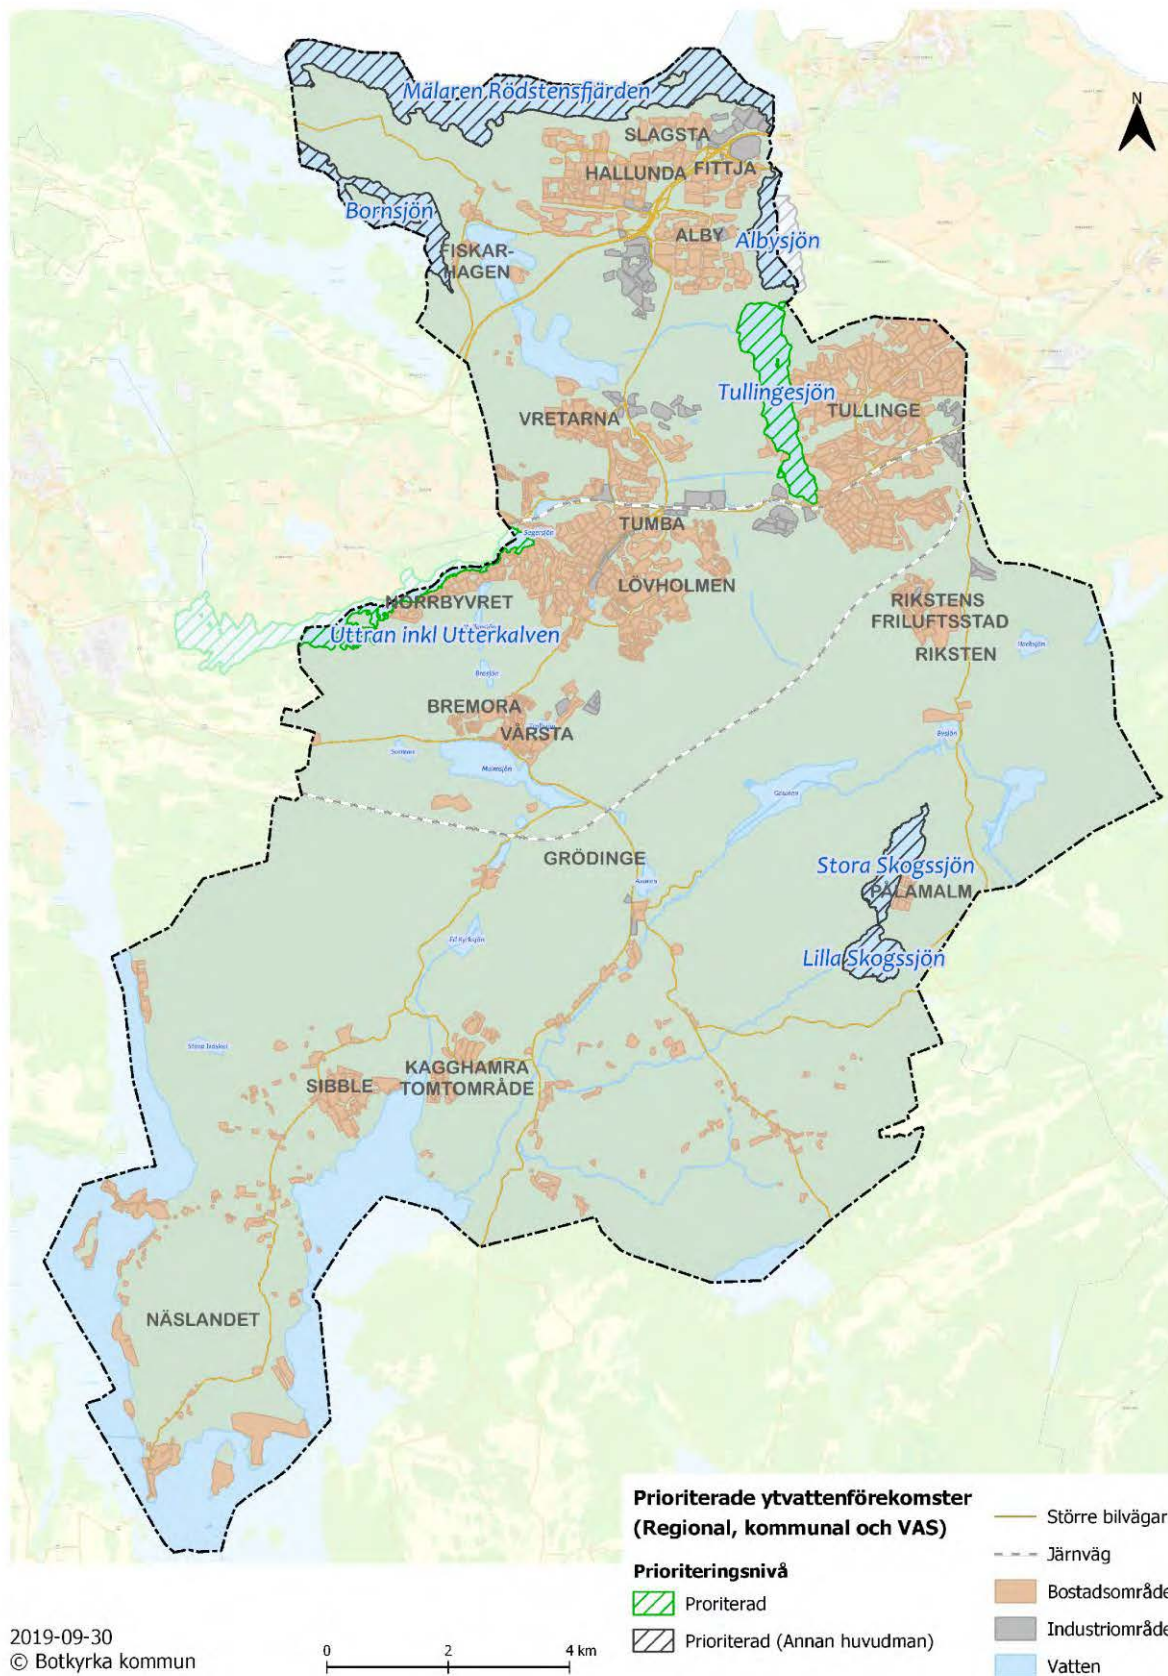 N
Mälaren Rödstensfjärden
SLAGSTA
HALLUNDA
FITTJA
Bornsjön
ALBY
Albysjön
FISKAR-
HAGEN
Tullingesjön
VRETARNA
TULLINGE
TUMBA
Segersjön
LÖVHOLMEN
NORRBYVRET
RIKSTENS
FRILUFTSSTAD
Uttran inkl Utterkalven
RIKSTEN
BREMORA
VÅRSTA
Malmsjön
Getaren
GRÖDINGE
Stora Skogssjön
PÅLAMALM
Lilla Skogssjön
KAGGHAMRA
TOMTOMRÅDE
SIBBLE
NÄSLANDET
Prioriterade ytvattenförekomster
(Regional, kommunal och VAS)
Prioriteringsnivå
Proriterad
Prioriterad (Annan huvudman)
Större bilvägar
Järnväg
Bostadsområde
Industriområde
Vatten
2019-09-30
© Botkyrka kommun
0 2 4 km